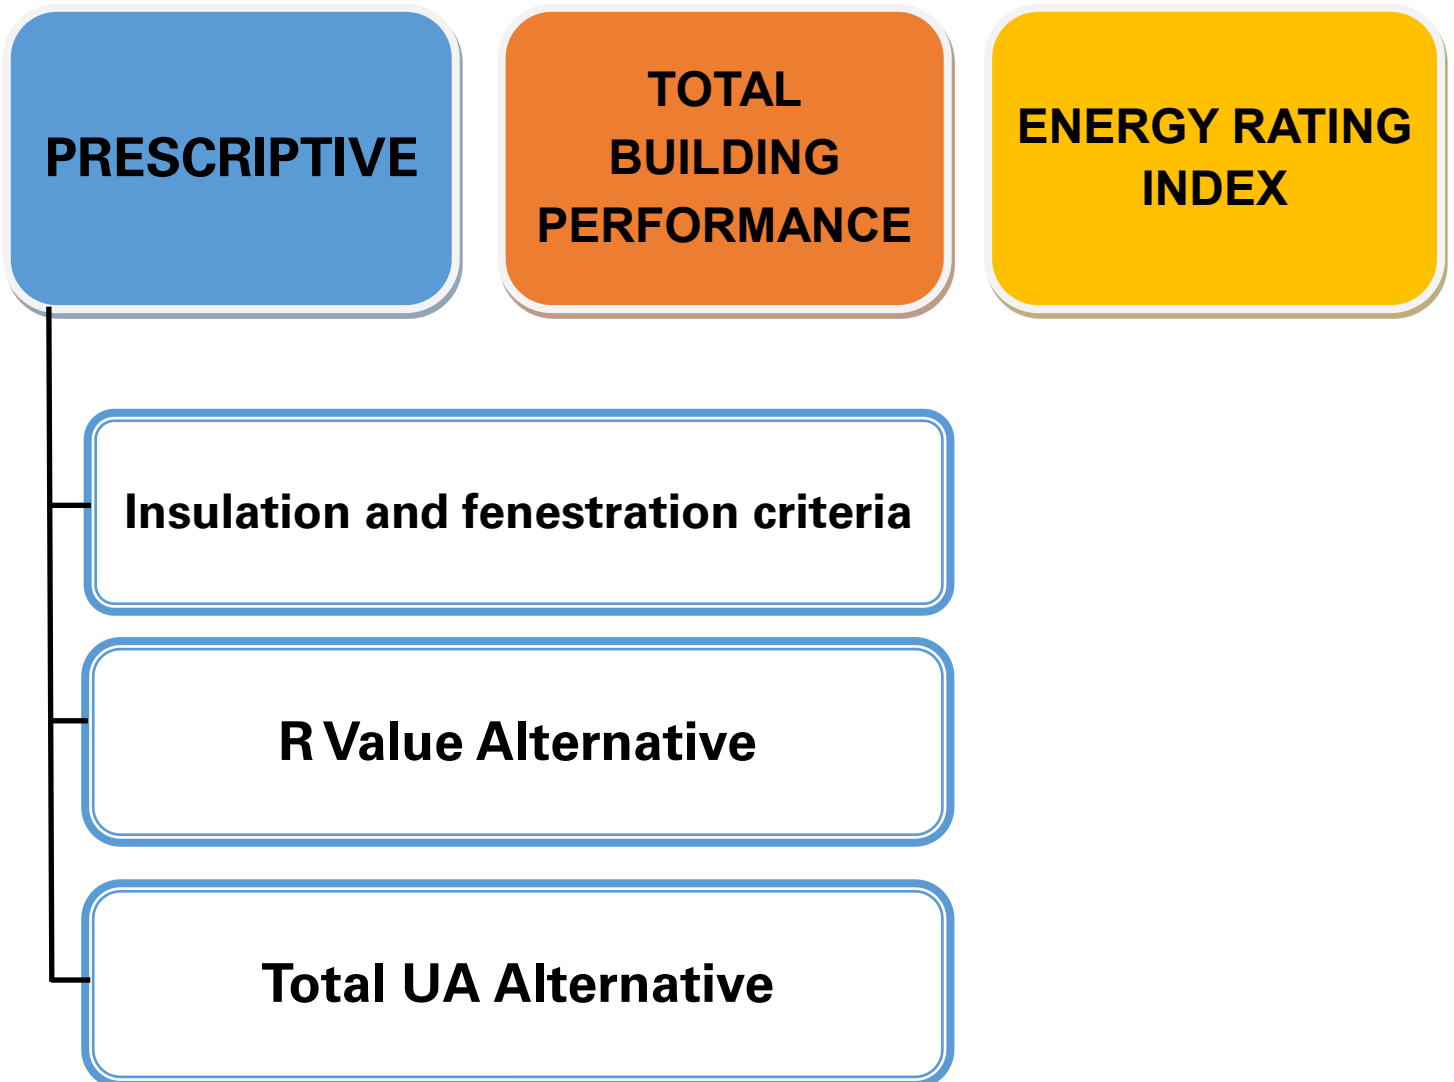 PRESCRIPTIVE
TOTAL
BUILDING
PERFORMANCE
ENERGY RATING
INDEX
Insulation and fenestration criteria
R Value Alternative
Total UA Alternative